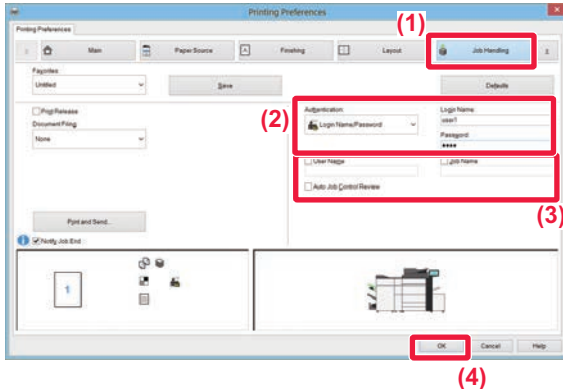 Printing Preferences
(1)
Printing Preferences
Main
Paper Source
Finishing
Layout
Job Handling
Favorites:
Untitled
Save
Defaults
(2)
Print Release
Document Filing:
None
Authentication:
Login Name/Password
Login Name:
user1
Password:
••••
User Name
Job Name
Auto Job Control Review
(3)
Print and Send...
Notify Job End
1
OK
Cancel
Help
(4)